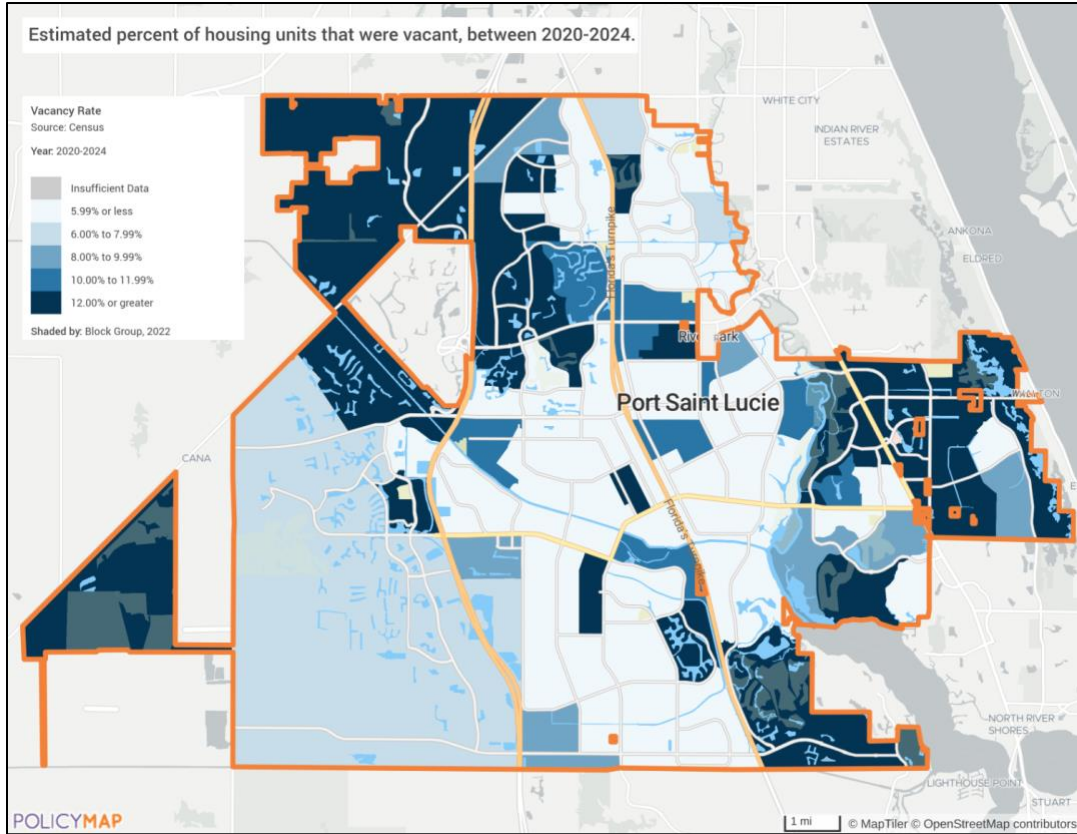 Estimated percent of housing units that were vacant, between 2020-2024.
Vacancy Rate
Source: Census
Year: 2020-2024
Insufficient Data
5.99% or less
6.00% to 7.99%
8.00% to 9.99%
10.00% to 11.99%
12.00% or greater
Shaded by: Block Group, 2022
WHITE CITY
INDIAN RIVER
ESTATES
ANKONA
ELDRED
Florida's Turnpike
Port Saint Lucie
CANA
Florida's Turnpike
NORTH RIVER
SHORES
LIGHTHOUSE POINT
STUART
POLICYMAP
1 mi
© MapTiler © OpenStreetMap contributors